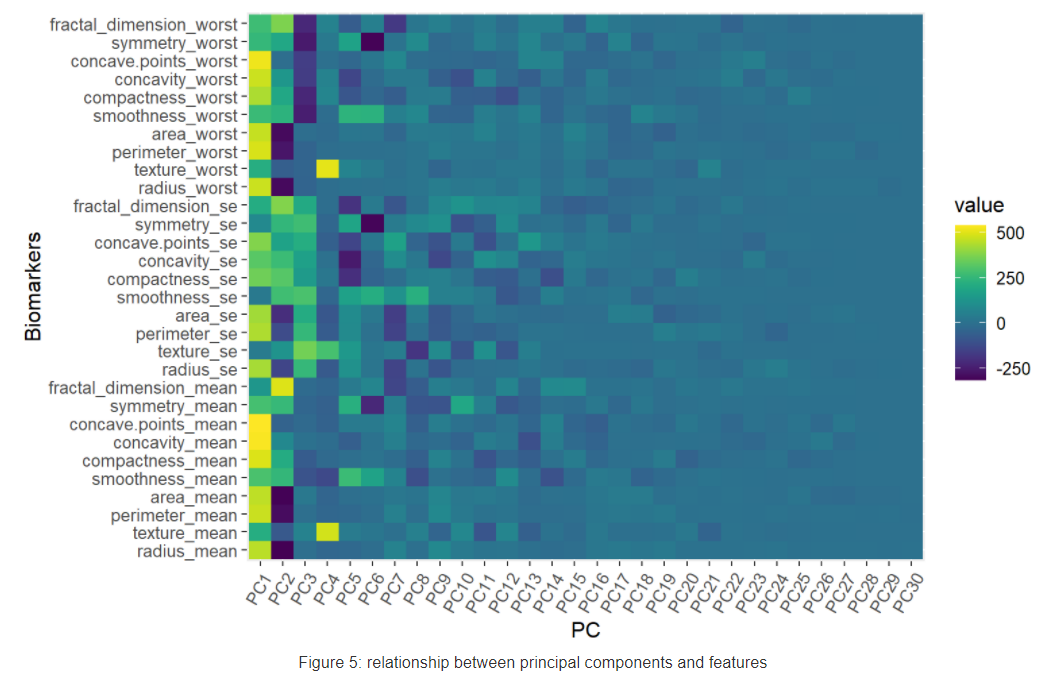 fractal_dimension_worst
symmetry_worst
concave.points_worst
concavity_worst
compactness_worst
smoothness_worst
area_worst
perimeter_worst
texture_worst
radius_worst
fractal_dimension_se
symmetry_se
concave.points_se
concavity_se
compactness_se
smoothness_se
area_se
perimeter_se
texture_se
radius_se
fractal_dimension_mean
symmetry_mean
concave.points_mean
concavity_mean
compactness_mean
smoothness_mean
area_mean
perimeter_mean
texture_mean
radius_mean
Biomarkers
PC1 PC2 PC3 PC4 PC5 PC6 PC7 PC8 PC9 PC10 PC11 PC12 PC13 PC14 PC15 PC16 PC17 PC18 PC19 PC20 PC21 PC22 PC23 PC24 PC25 PC26 PC27 PC28 PC29 PC30
PC
value
500
250
0
-250
Figure 5: relationship between principal components and features